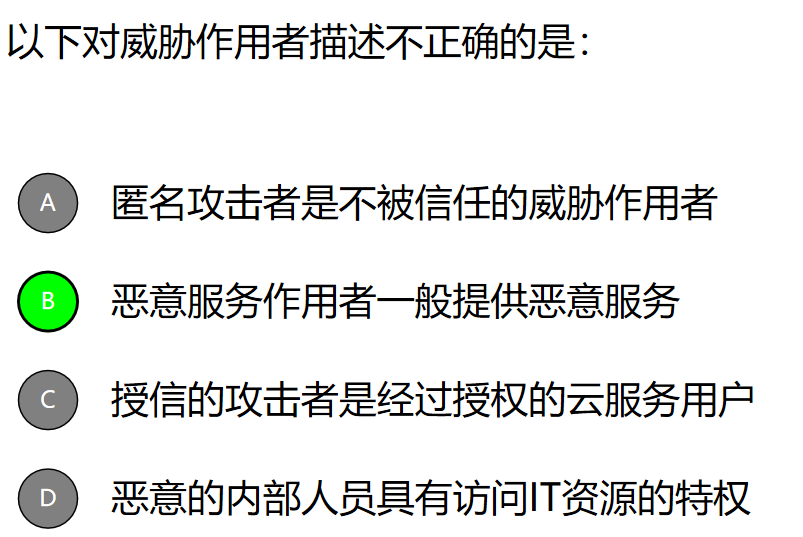 以下对威胁作用者描述不正确的是：
A 匿名攻击者是不被信任的威胁作用者
B 恶意服务作用者一般提供恶意服务
C 授信的攻击者是经过授权的云服务用户
D 恶意的内部人员具有访问IT资源的特权